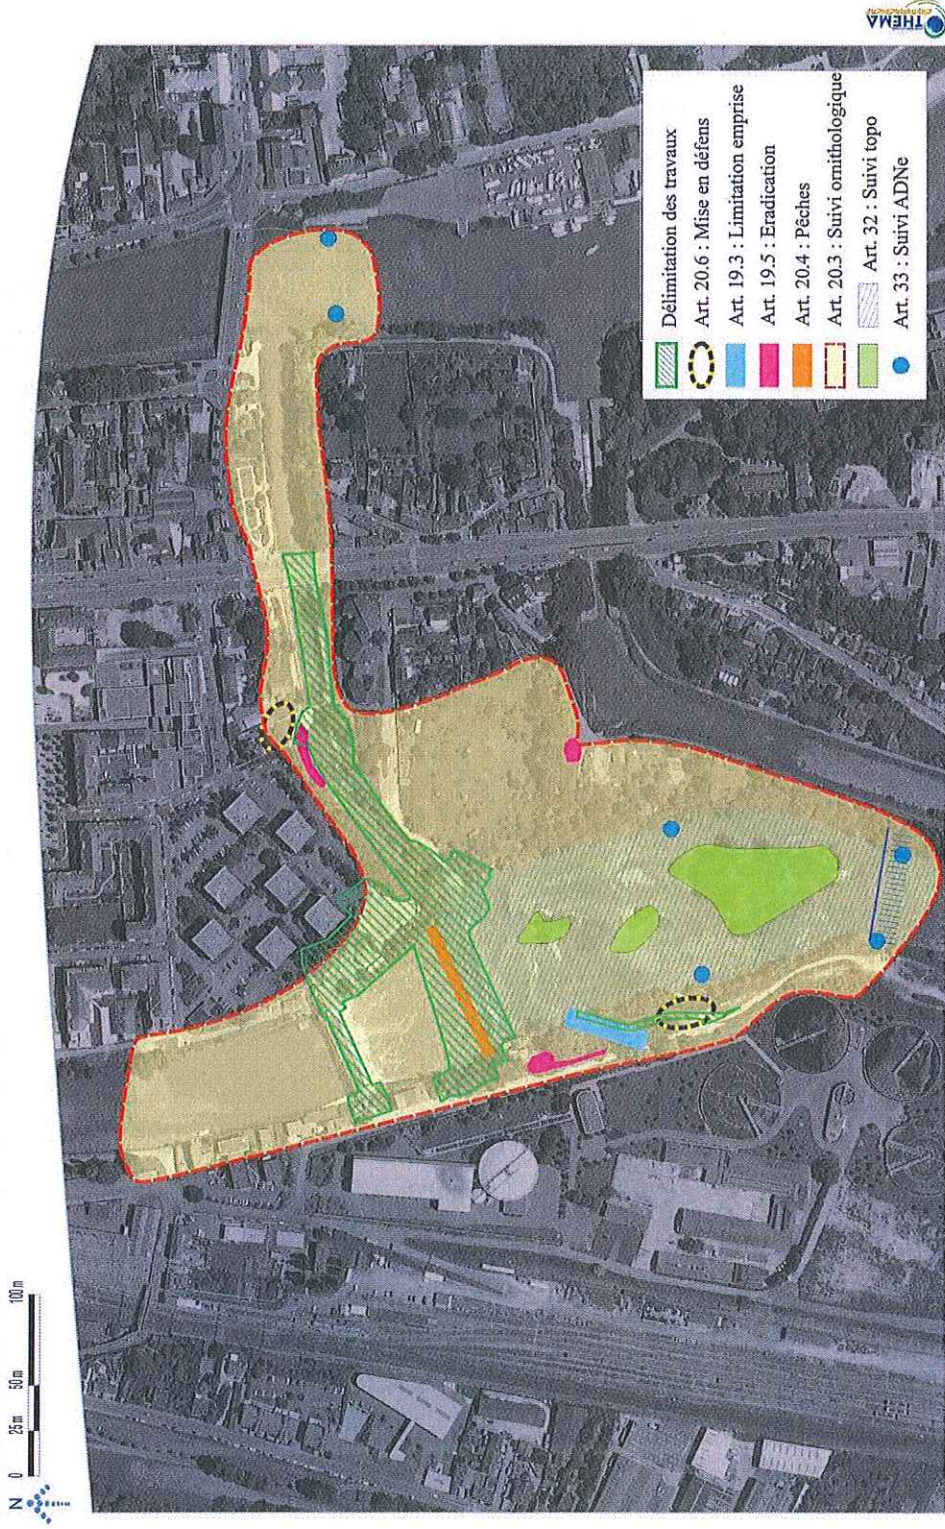 N
0 25 m 50 m 100 m
THEMA
Délimitation des travaux
Art. 20.6 : Mise en défens
Art. 19.3 : Limitation emprise
Art. 19.5 : Eradication
Art. 20.4 : Pêches
Art. 20.3 : Suivi ornithologique
Art. 32 : Suivi topo
Art. 33 : Suivi ADNe